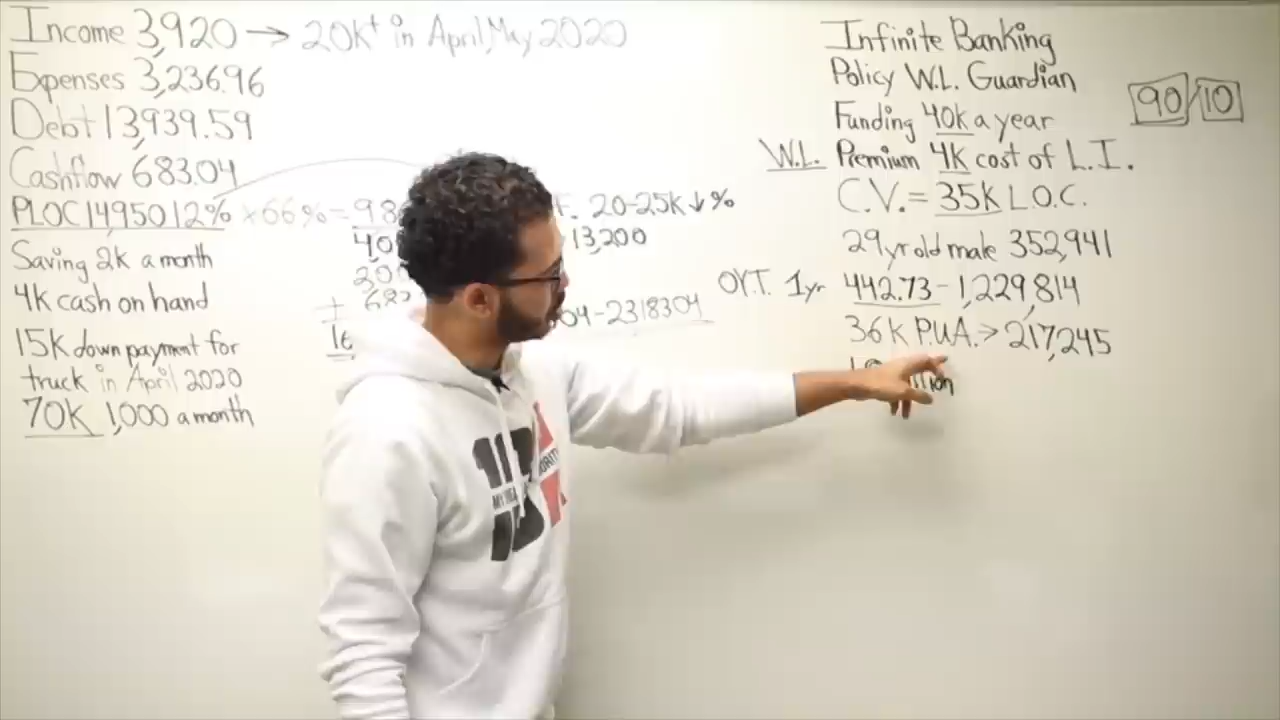 Income 3,920 → 20K+ in April, May 2020
Expenses 3,236.96
Debt 13,939.59
Cashflow 683.04
PLOC 14,950 12% x 66% = 98
Saving 2k a month
4K cash on hand
15K down payment for
truck in April 2020
70K 1,000 a month
20-25K ↓ %
13,200
04-2318304
Infinite Banking
Policy W.L. Guardian
90/10
Funding 40k a year
W.L. Premium 4K cost of L.I.
C.V. = 35K L.O.C.
29 yr old male 352,941
OYT. 1yr 442.73 - 1,229,814
36K P.U.A. > 217,245